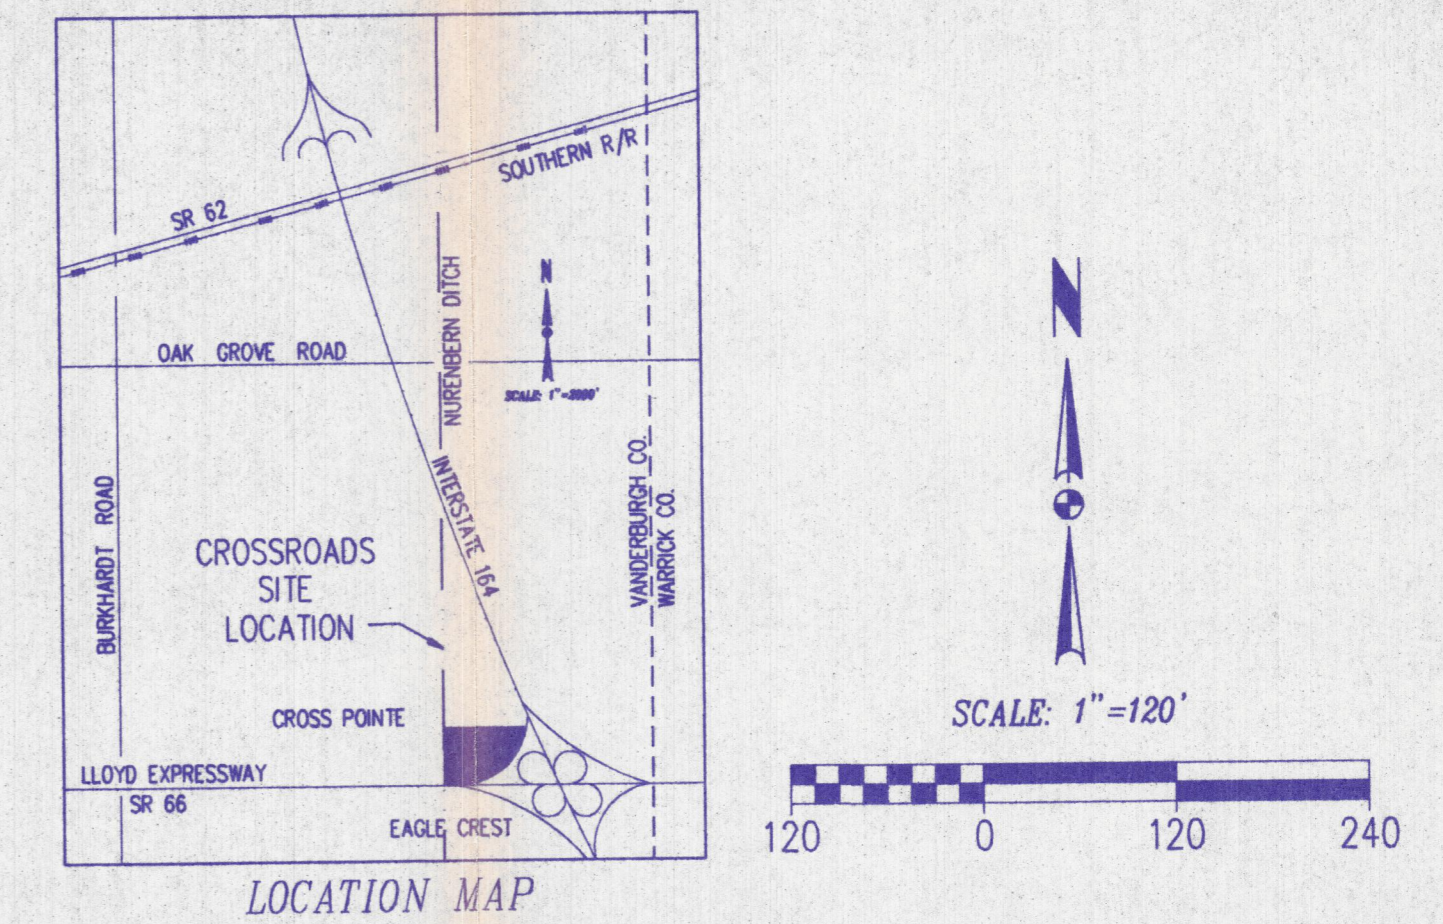 SOUTHERN R/R
SR 62
N
NURENBERN DITCH
OAK GROVE ROAD
SCALE: 1"=2000'
INTERSTATE 164
VANDERBURGH CO.
WARRICK CO.
BURKHARDT ROAD
CROSSROADS
SITE
LOCATION
CROSS POINTE
LLOYD EXPRESSWAY
SR 66
EAGLE CREST
LOCATION MAP
N
SCALE: 1"=120'
120 0 120 240